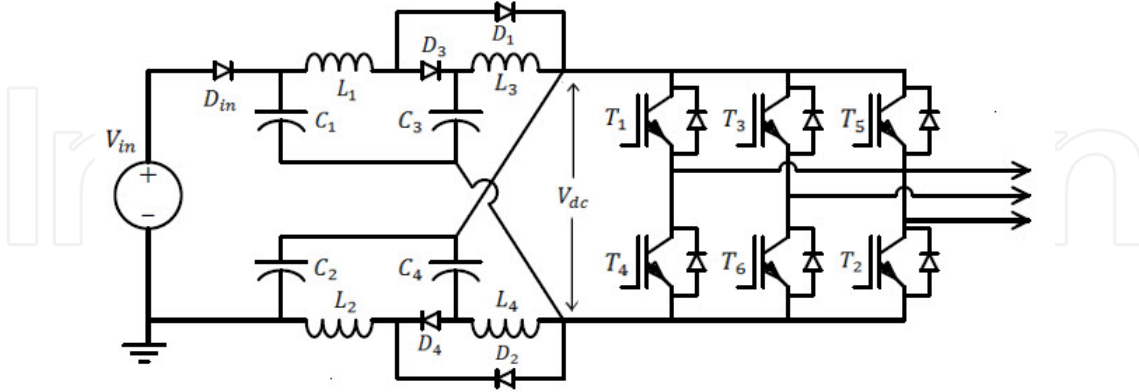 D₁
D₃
L₁
L₃
Dᵢₙ
C₁
C₃
T₁
T₃
T₅
Vᵢₙ
+
−
V_dc
C₂
C₄
T₄
T₆
T₂
L₂
L₄
D₄
D₂